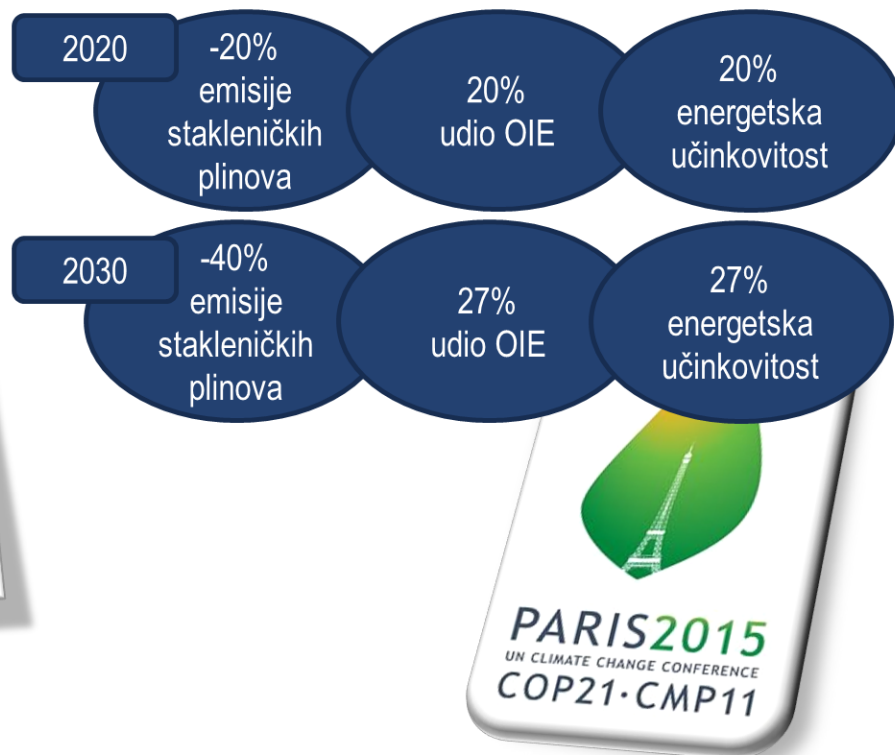 2020
-20%
emisije
stakleničkih
plinova
20%
udio OIE
20%
energetska
učinkovitost
2030
-40%
emisije
stakleničkih
plinova
27%
udio OIE
27%
energetska
učinkovitost
PARIS2015
UN CLIMATE CHANGE CONFERENCE
COP21·CMP11